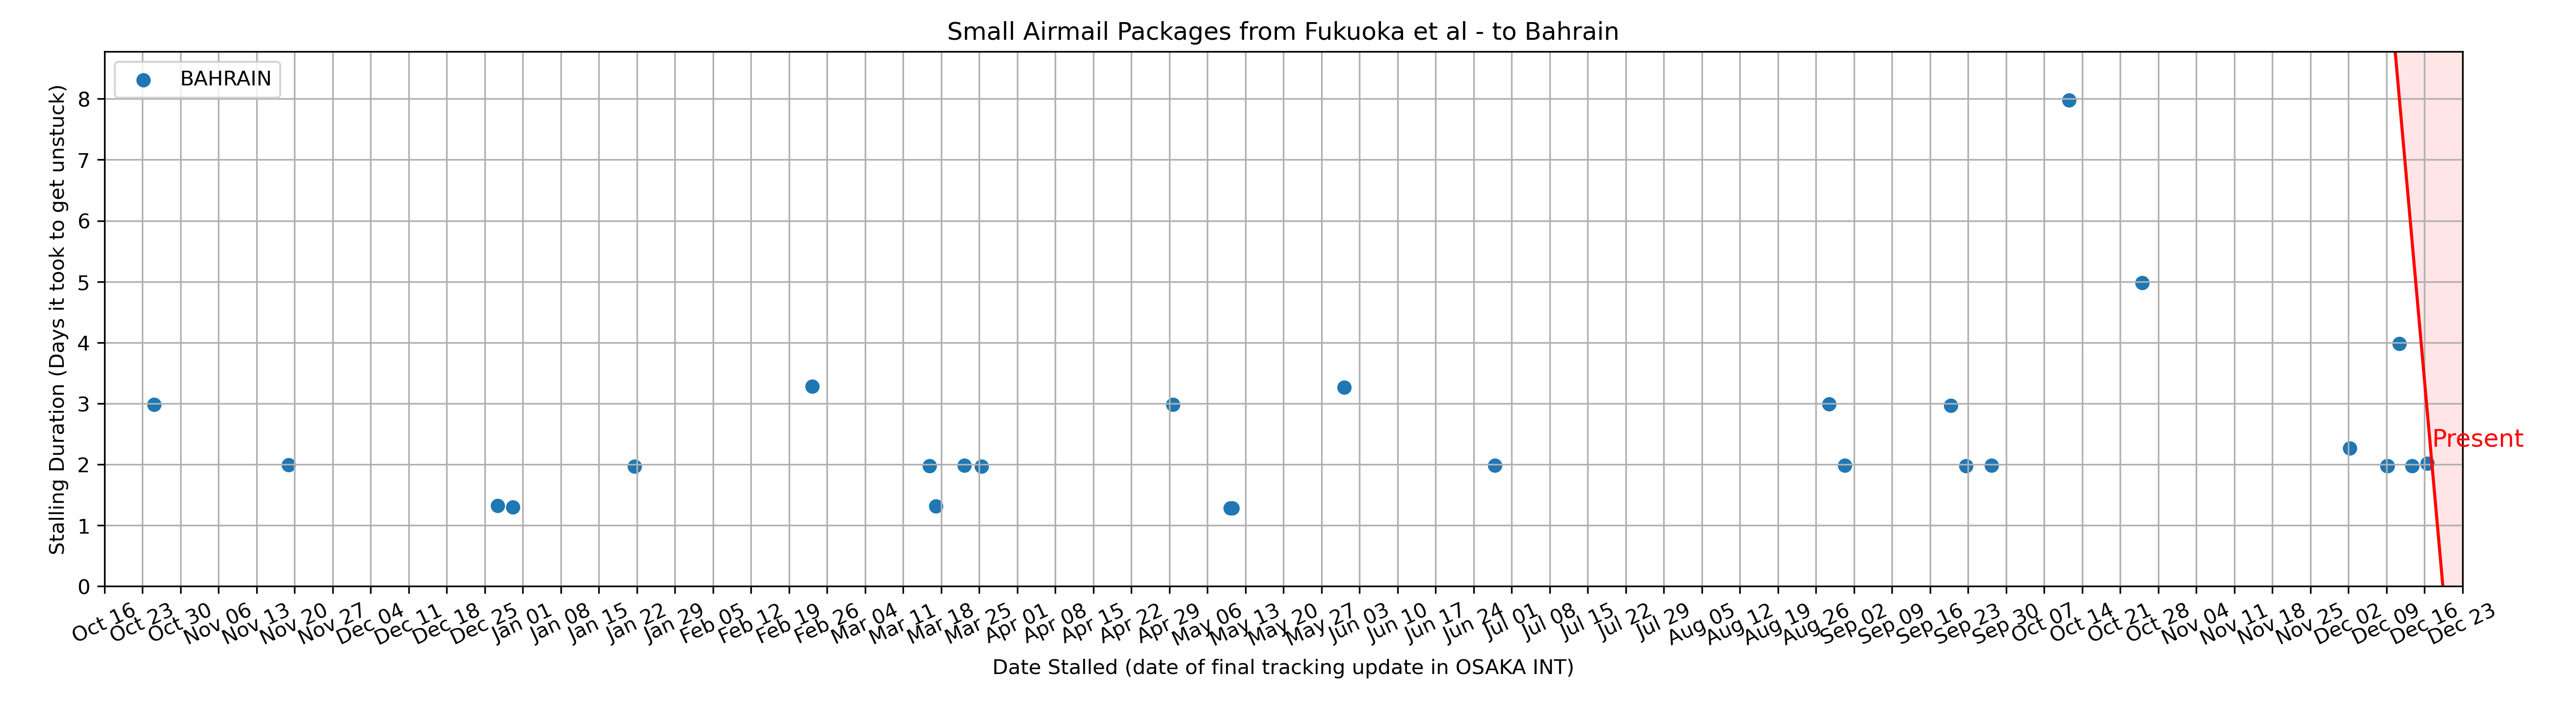 Small Airmail Packages from Fukuoka et al - to Bahrain
BAHRAIN
Stalling Duration (Days it took to get unstuck)
8
7
6
5
4
3
2
1
0
Present
Oct 16
Oct 23
Oct 30
Nov 06
Nov 13
Nov 20
Nov 27
Dec 04
Dec 11
Dec 18
Dec 25
Jan 01
Jan 08
Jan 15
Jan 22
Jan 29
Feb 05
Feb 12
Feb 19
Feb 26
Mar 04
Mar 11
Mar 18
Mar 25
Apr 01
Apr 08
Apr 15
Apr 22
Apr 29
May 06
May 13
May 20
May 27
Jun 03
Jun 10
Jun 17
Jun 24
Jul 01
Jul 08
Jul 15
Jul 22
Jul 29
Aug 05
Aug 12
Aug 19
Aug 26
Sep 02
Sep 09
Sep 16
Sep 23
Sep 30
Oct 07
Oct 14
Oct 21
Oct 28
Nov 04
Nov 11
Nov 18
Nov 25
Dec 02
Dec 09
Dec 16
Dec 23
Date Stalled (date of final tracking update in OSAKA INT)